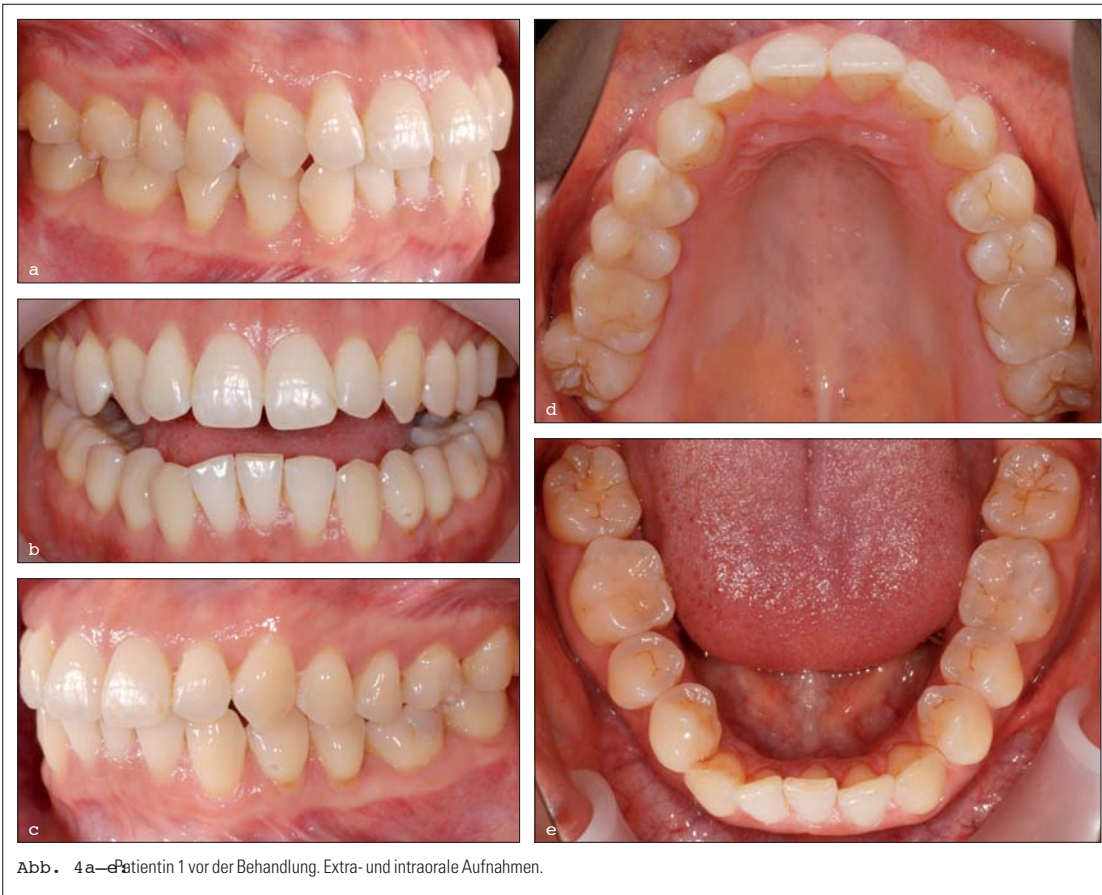 a
b
c
d
e
Abb. 4a–e: Patientin 1 vor der Behandlung. Extra- und intraorale Aufnahmen.